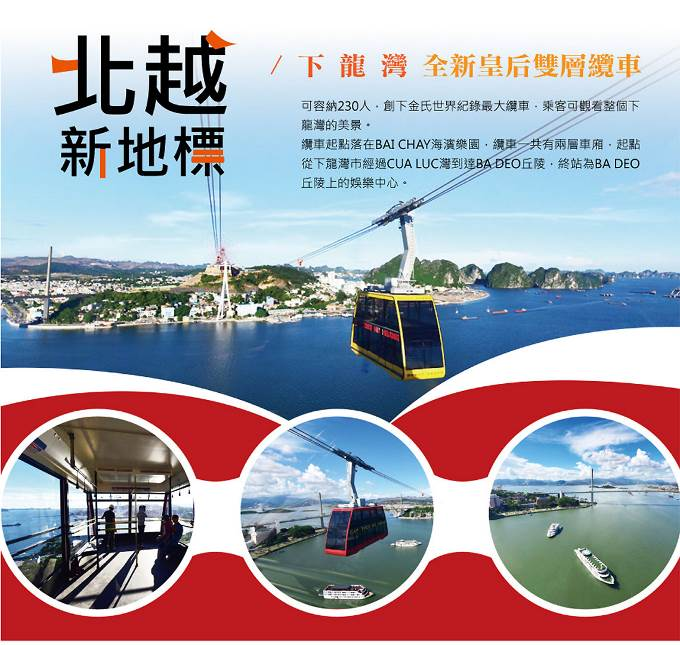 北越
新地標
/ 下龍灣 全新皇后雙層纜車
可容納230人，創下金氏世界紀錄最大纜車，乘客可觀看整個下
龍灣的美景。
纜車起點落在BAI CHAY海濱樂園，纜車一共有兩層車廂，起點
從下龍灣市經過CUA LUC灣到達BA DEO丘陵，終站為BA DEO
丘陵上的娛樂中心。